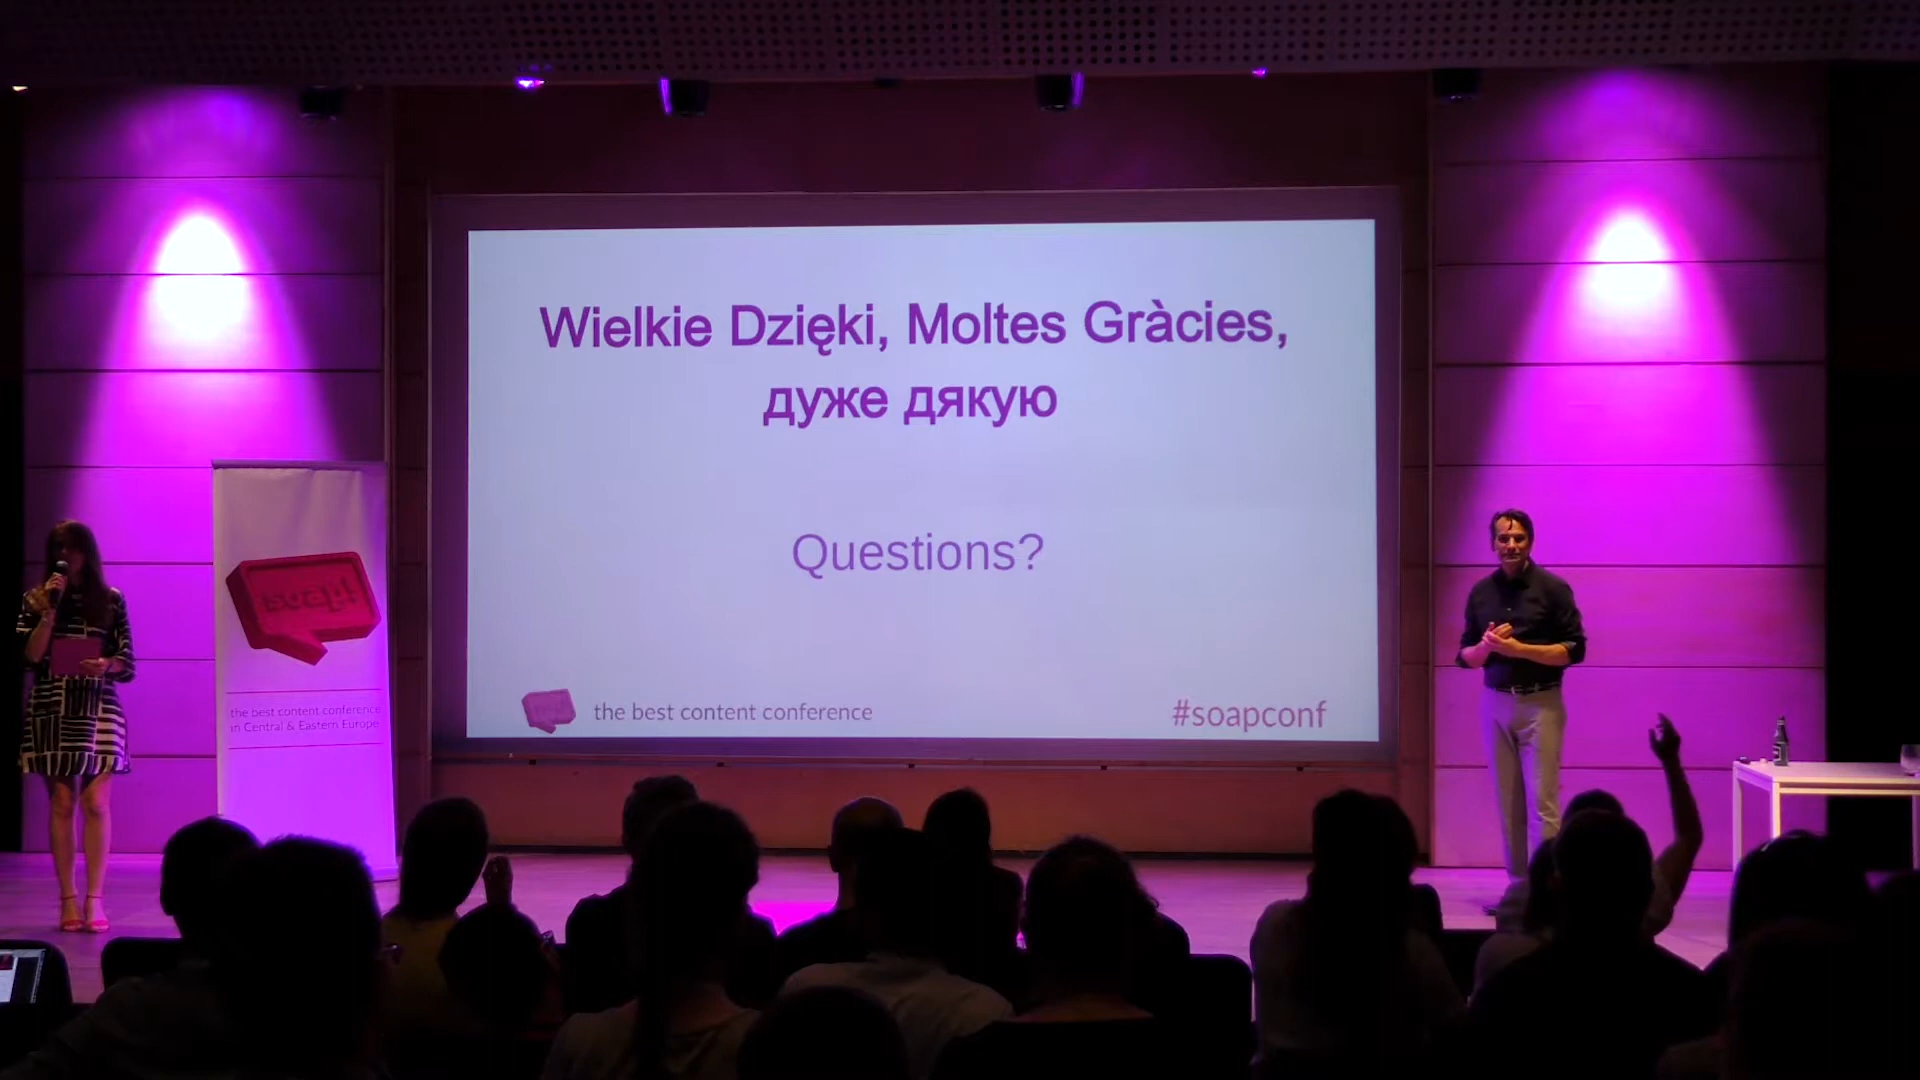 Wielkie Dzięki, Moltes Gràcies,
дуже дякую
Questions?
the best content conference
#soapconf
soap!
the best content conference
in Central & Eastern Europe